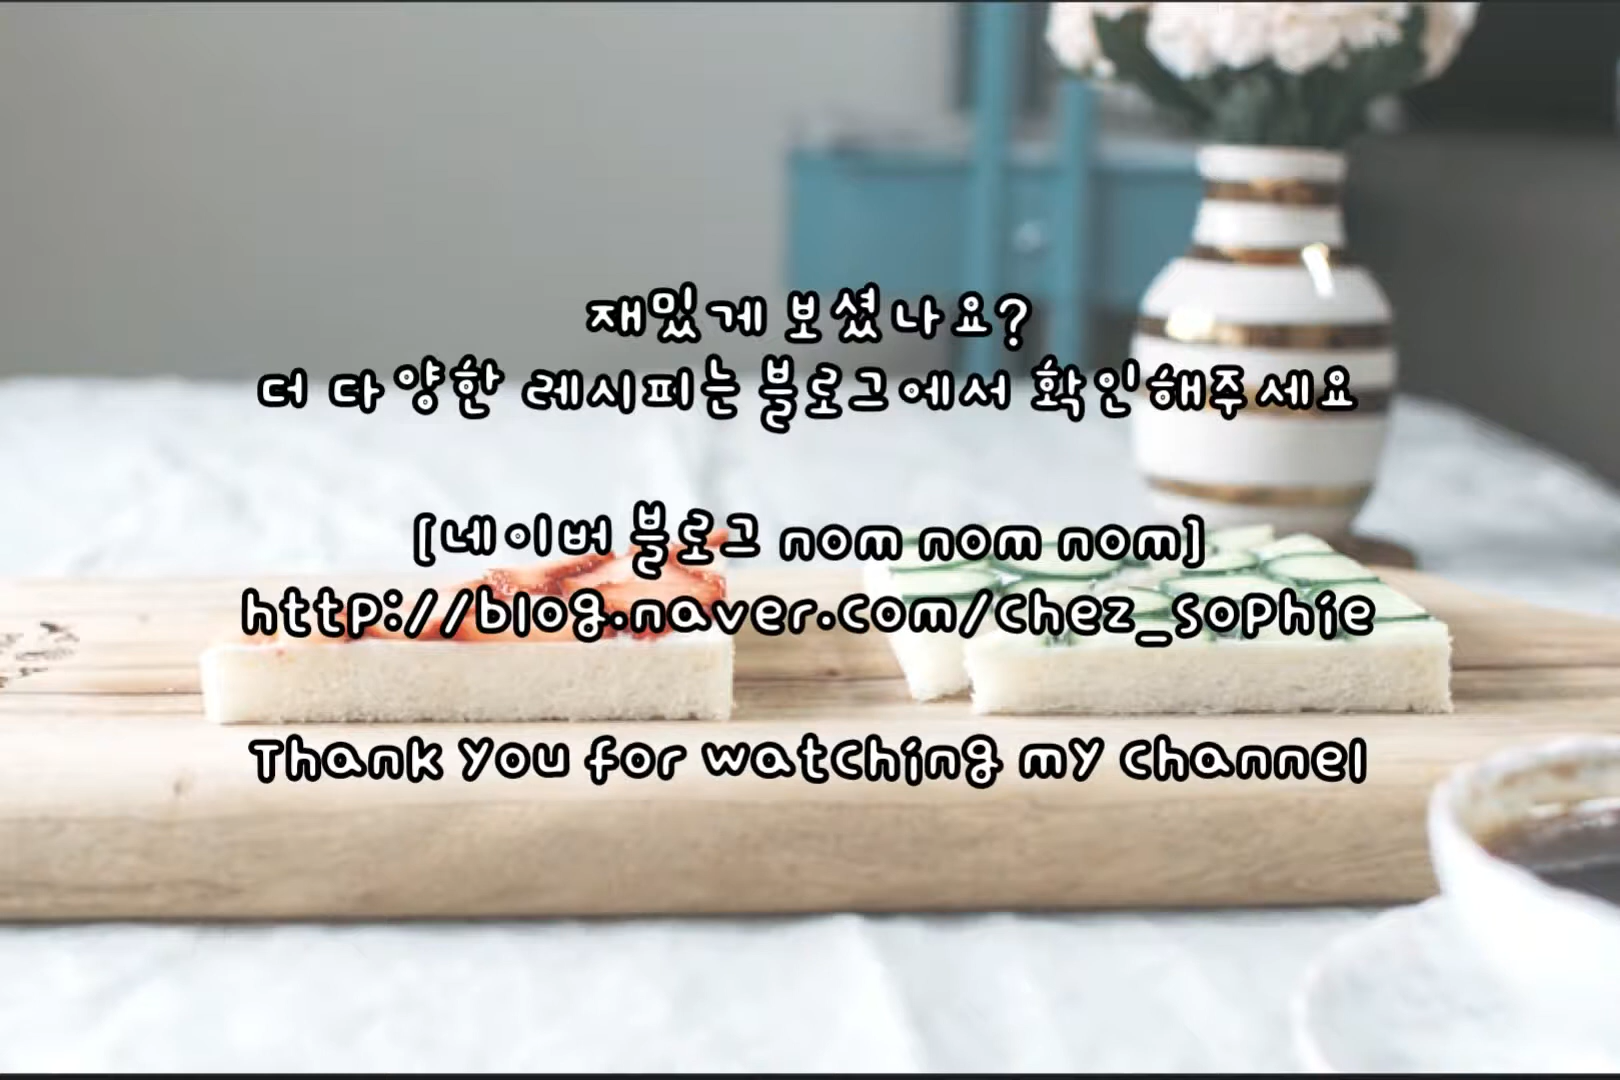 재밌게 보셨나요?
더 다양한 레시피는 블로그에서 확인해주세요
[네이버 블로그 nom nom nom]
http://blog.naver.com/chez_sophie
Thank you for watching my channel